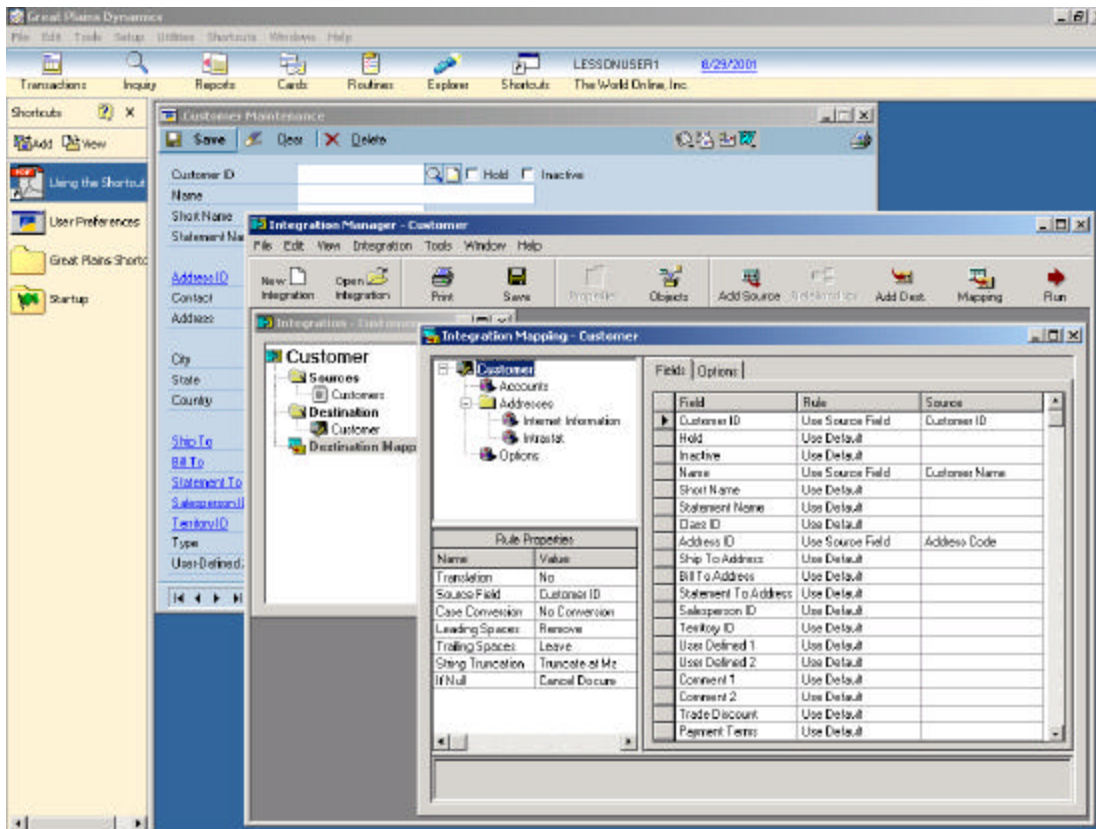 Great Plains Dynamics
File Edit Tools Setup Utilities Shortcuts Windows Help
Transactions Inquiry Reports Cards Routines Explorer Shortcuts
LESSONUSER1 8/29/2001
The World Online, Inc.
Shortcuts
Add View
Using the Shortcut
User Preferences
Great Plains Shortc
Startup
Customer Maintenance
Save Clear Delete
Customer ID Hold Inactive
Name
Short Name
Statement Na
Address ID
Contact
Address
City
State
Country
Ship To
Bill To
Statement To
Salesperson I
Territory ID
Type
User-Defined
Integration Manager - Customer
File Edit View Integration Tools Window Help
New Integration Open Integration Print Save Properties Objects Add Source Relationships Add Dest. Mapping Run
Integration - Customer
Customer
Sources
Customers
Destination
Customer
Destination Mapp
Integration Mapping - Customer
Customer
Accounts
Addresses
Internet Information
Intrastat
Options
Rule Properties
Name Value
Translation No
Source Field Customer ID
Case Conversion No Conversion
Leading Spaces Remove
Trailing Spaces Leave
String Truncation Truncate at Ma
If Null Cancel Docume
Fields Options
Field Rule Source
Customer ID Use Source Field Customer ID
Hold Use Default
Inactive Use Default
Name Use Source Field Customer Name
Short Name Use Default
Statement Name Use Default
Class ID Use Default
Address ID Use Source Field Address Code
Ship To Address Use Default
Bill To Address Use Default
Statement To Address Use Default
Salesperson ID Use Default
Territory ID Use Default
User Defined 1 Use Default
User Defined 2 Use Default
Comment 1 Use Default
Comment 2 Use Default
Trade Discount Use Default
Payment Terms Use Default